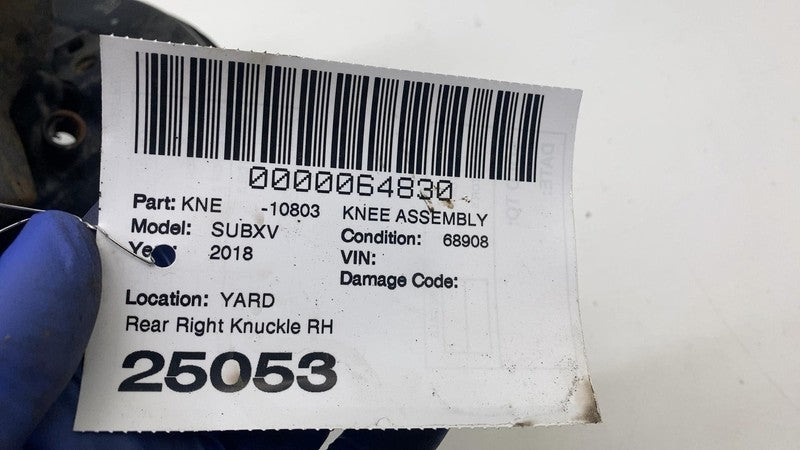 0000064830
Part: KNE -10803 KNEE ASSEMBLY
Model: SUBXV Condition: 68908
Year: 2018 VIN:
Damage Code:
Location: YARD
Rear Right Knuckle RH
25053